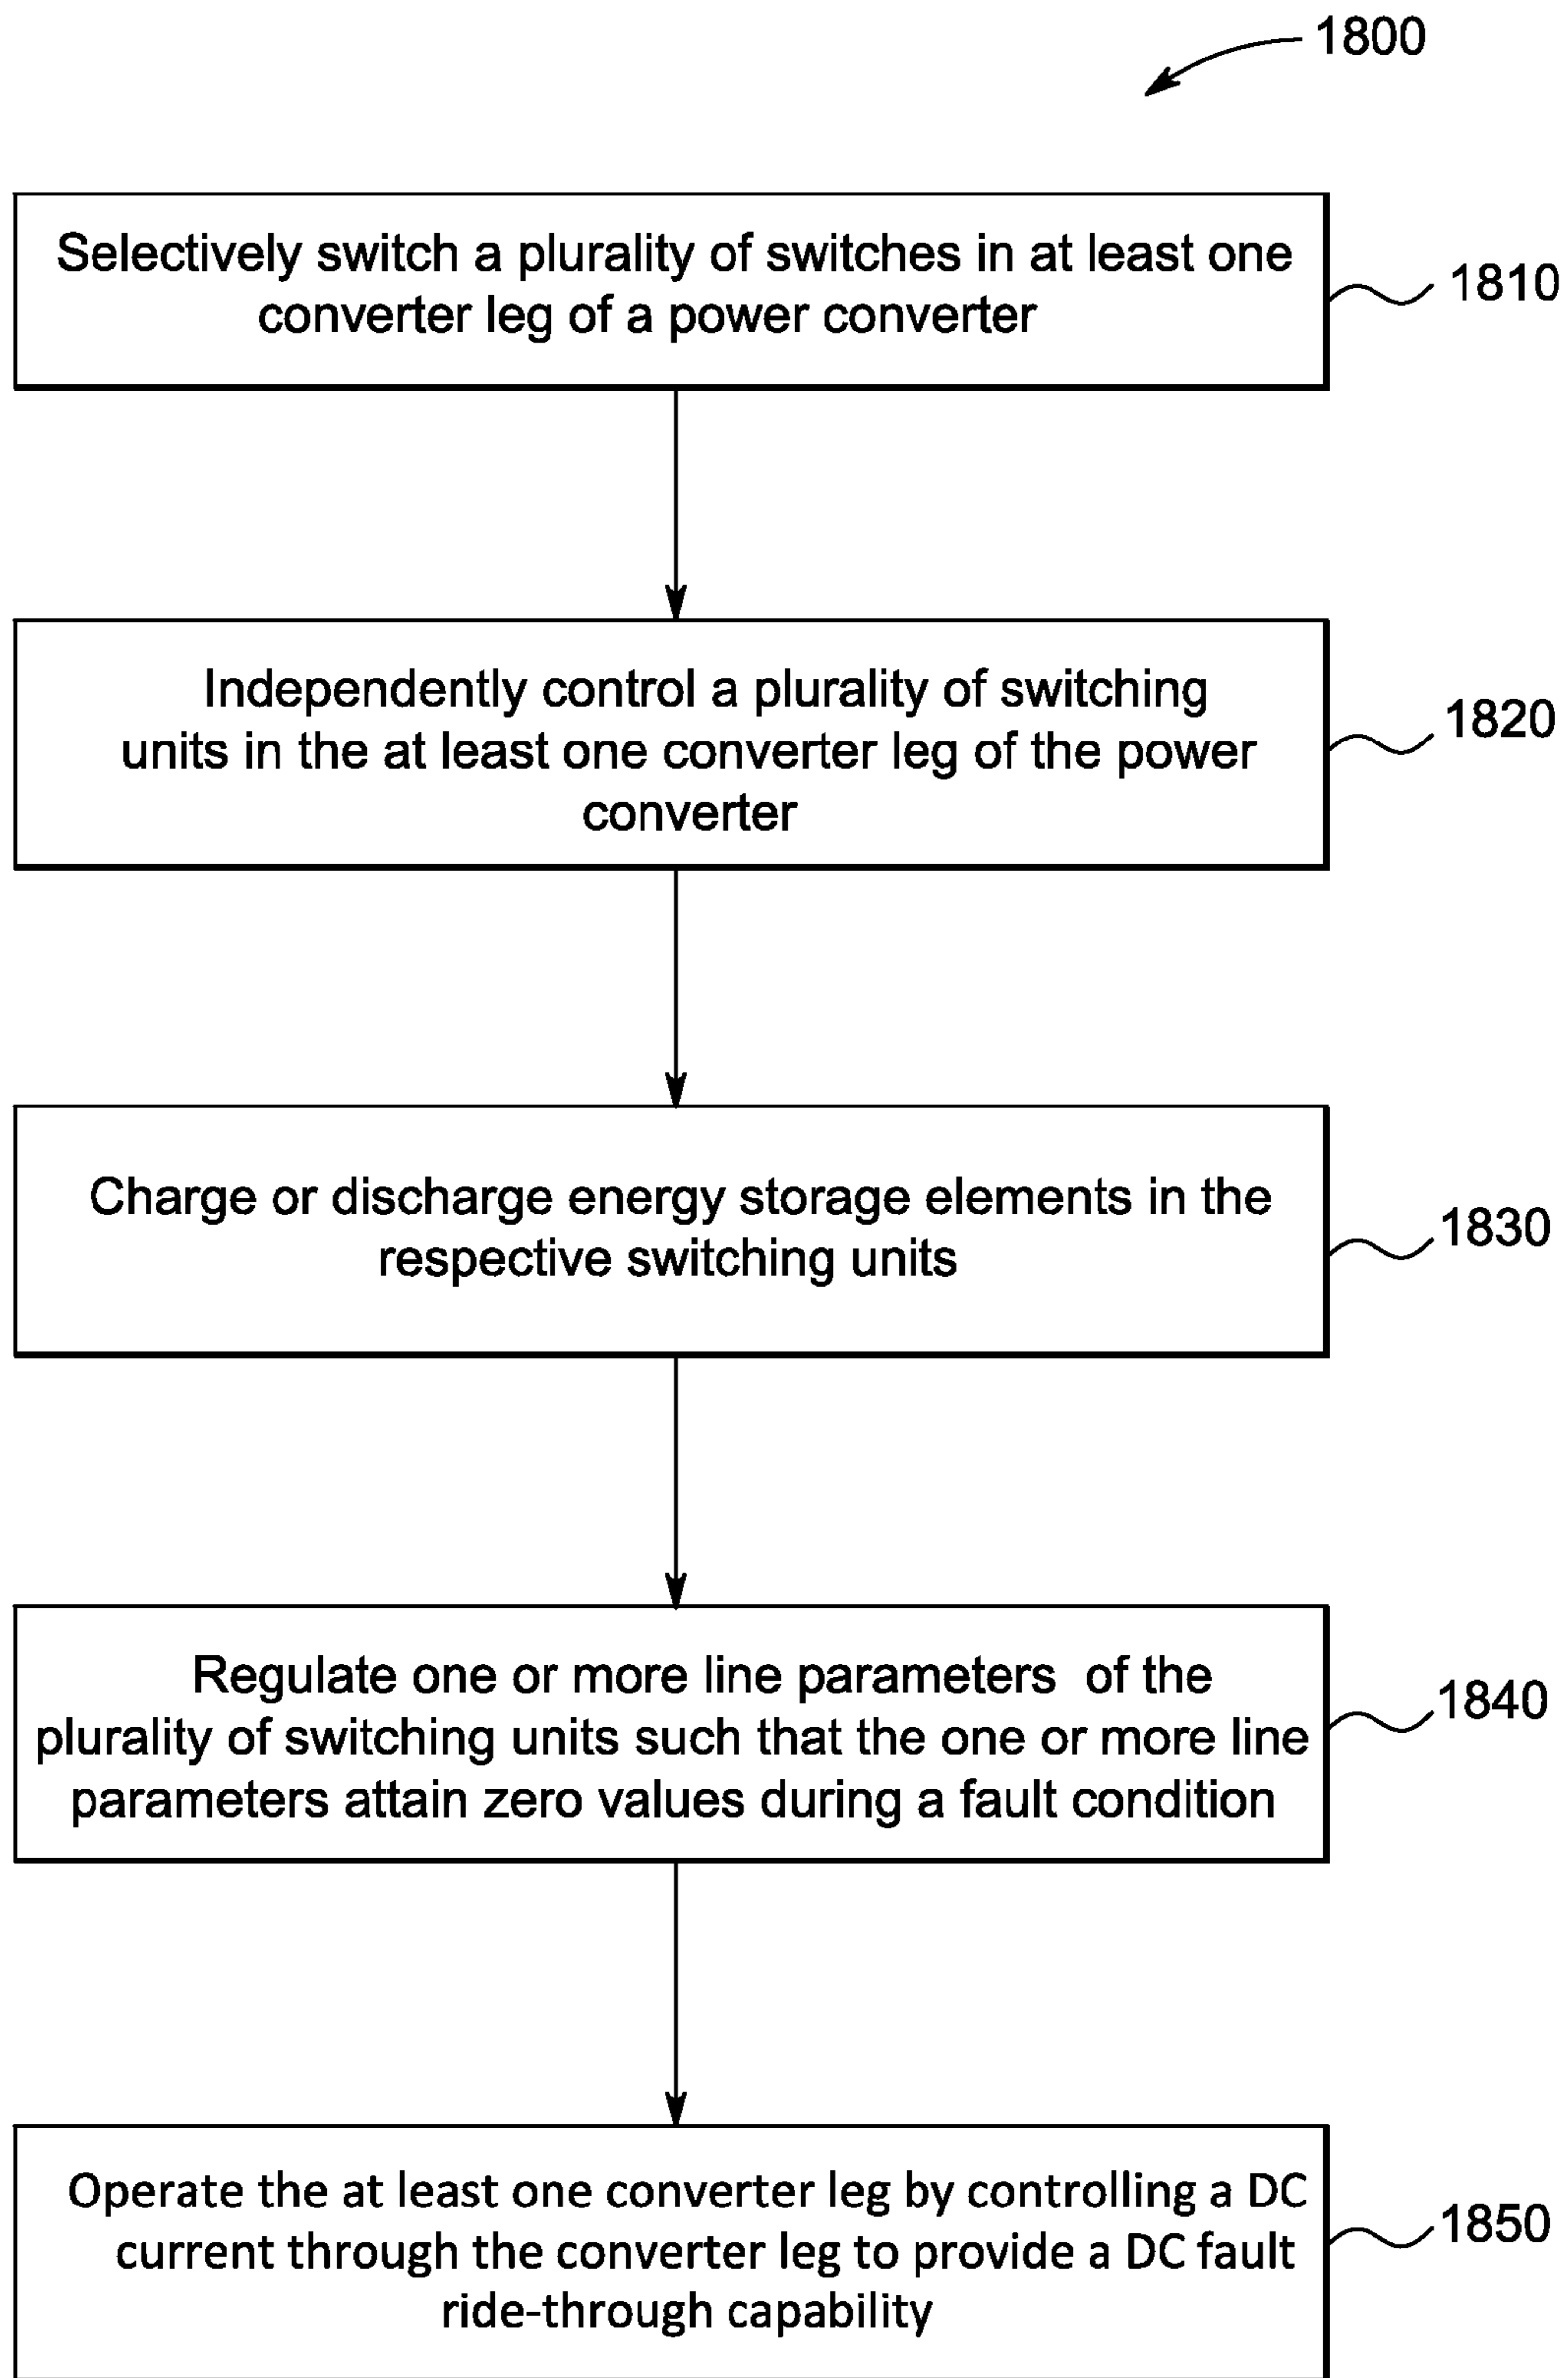 1800
Selectively switch a plurality of switches in at least one
converter leg of a power converter
1810
Independently control a plurality of switching
units in the at least one converter leg of the power
converter
1820
Charge or discharge energy storage elements in the
respective switching units
1830
Regulate one or more line parameters of the
plurality of switching units such that the one or more line
parameters attain zero values during a fault condition
1840
Operate the at least one converter leg by controlling a DC
current through the converter leg to provide a DC fault
ride-through capability
1850